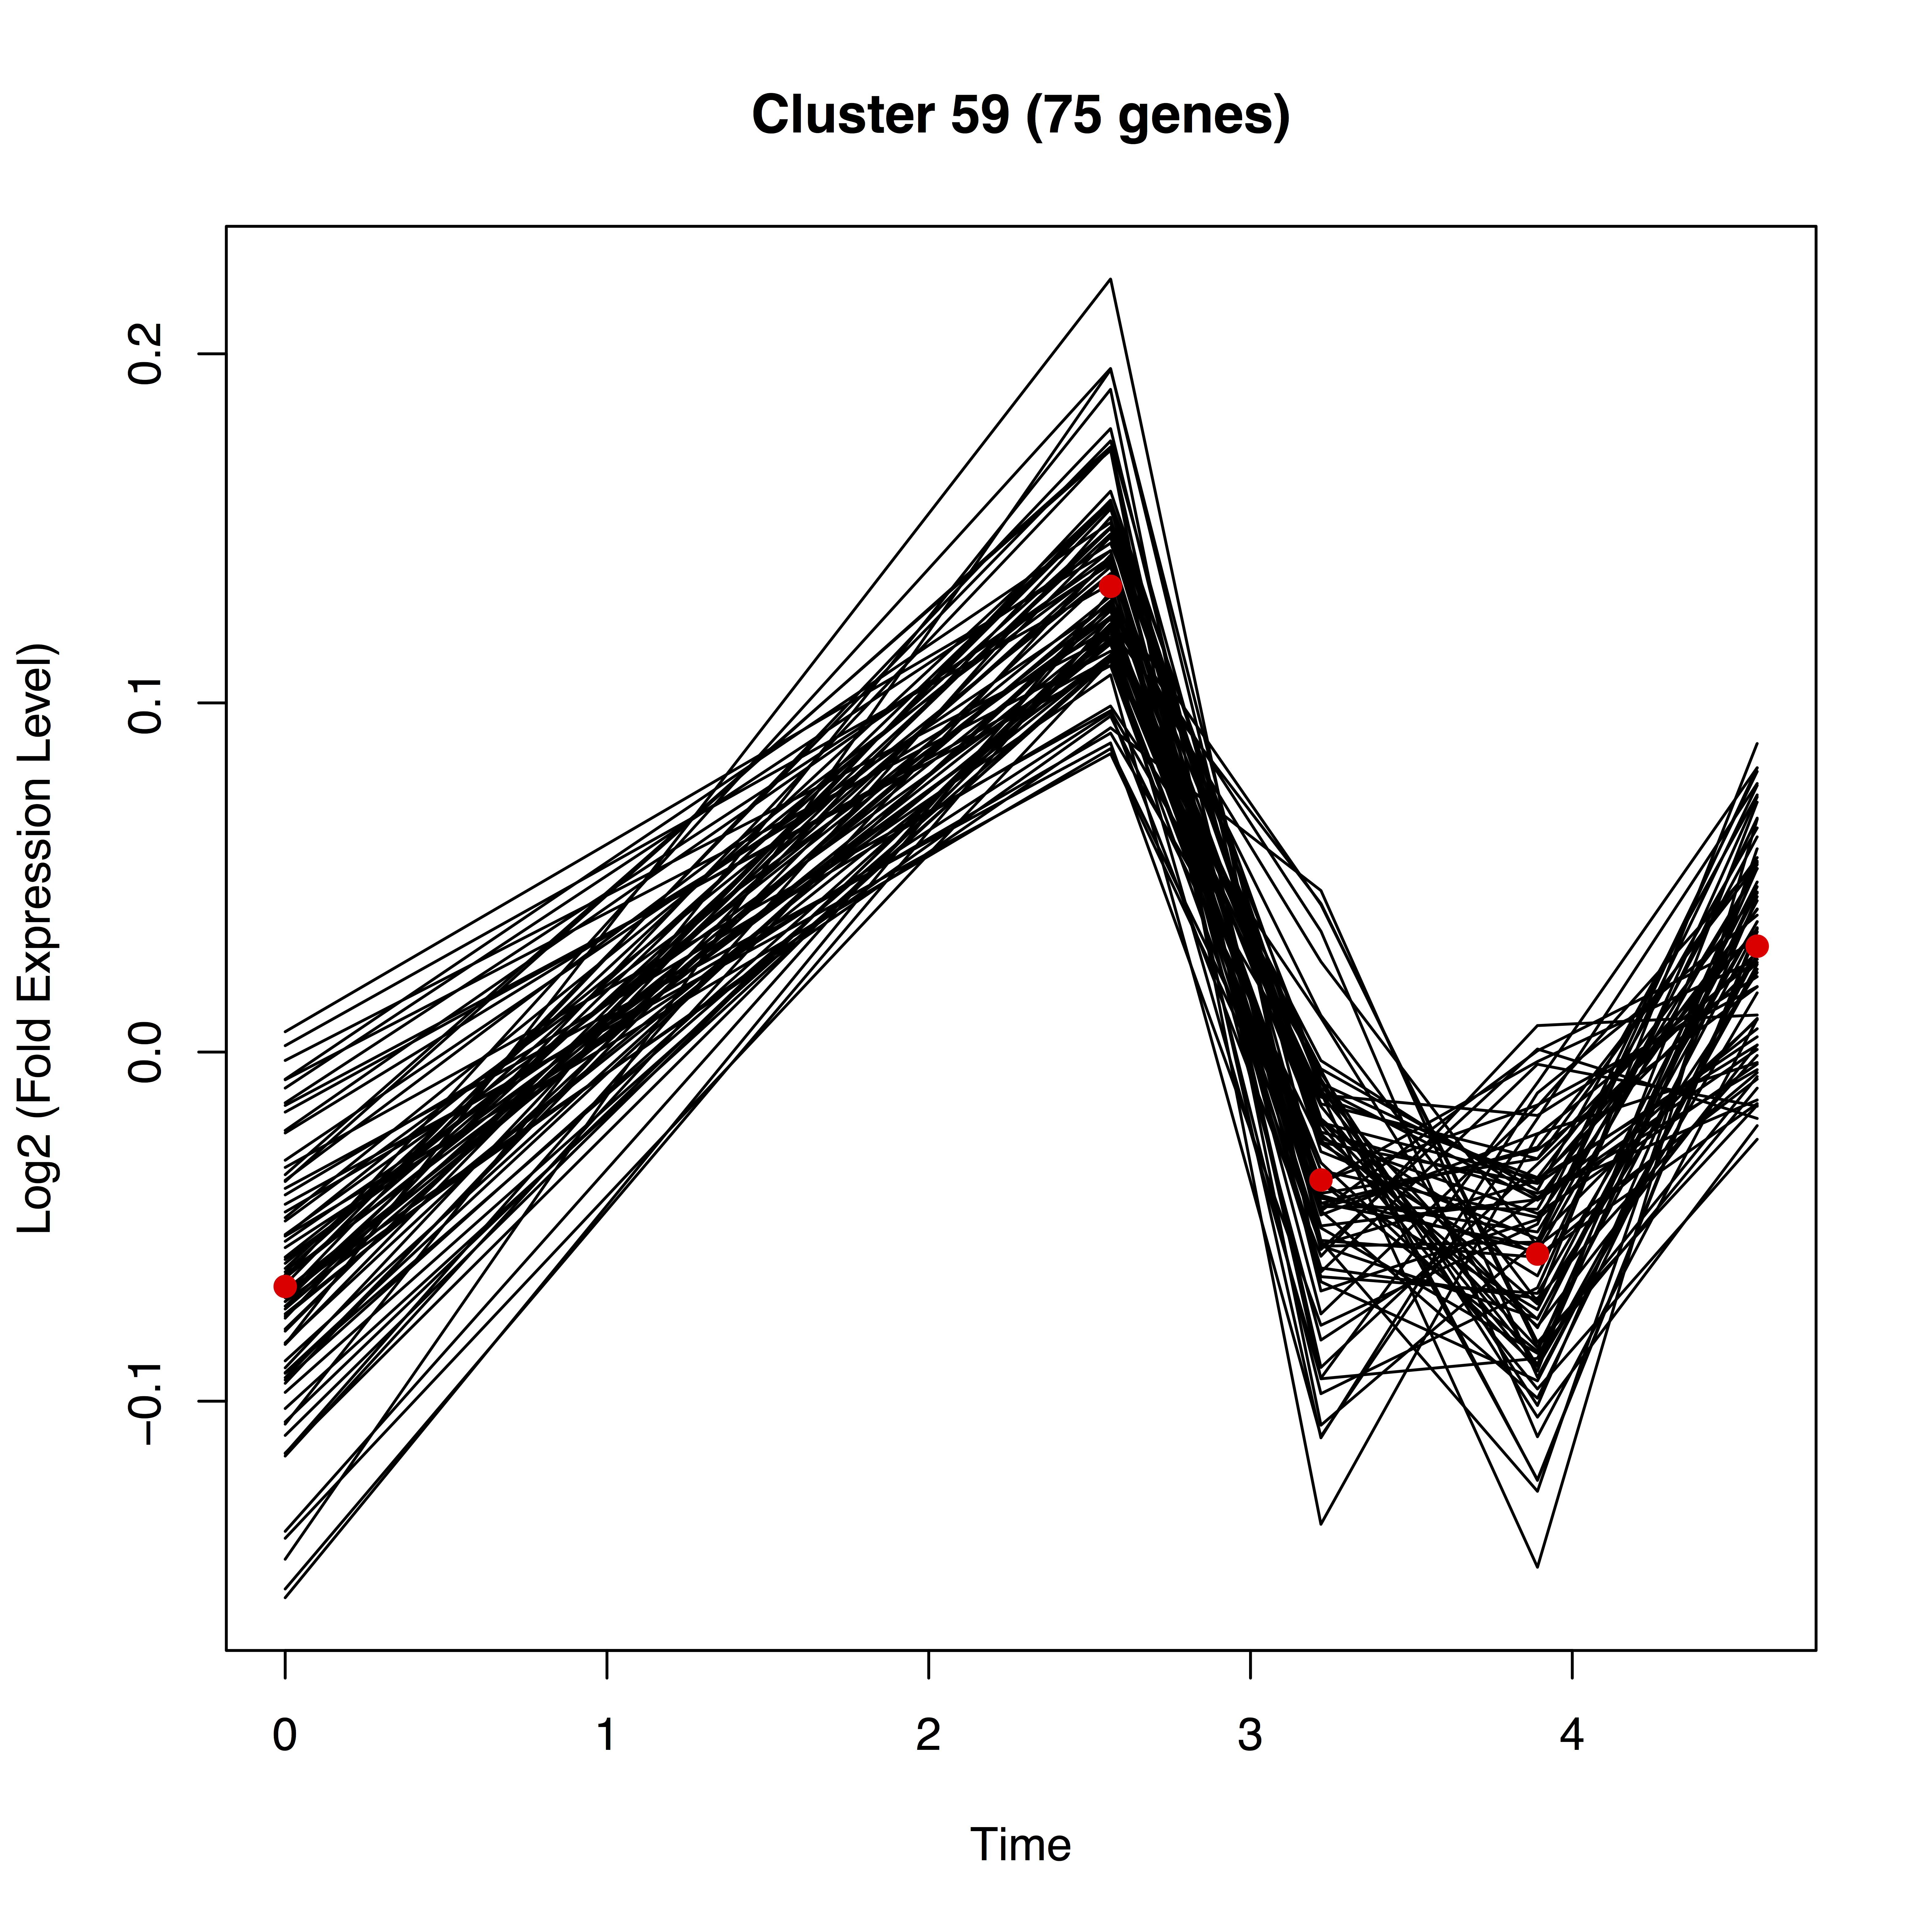 Cluster 59 (75 genes)
Log2 (Fold Expression Level)
0.2
0.1
0.0
−0.1
0 1 2 3 4
Time